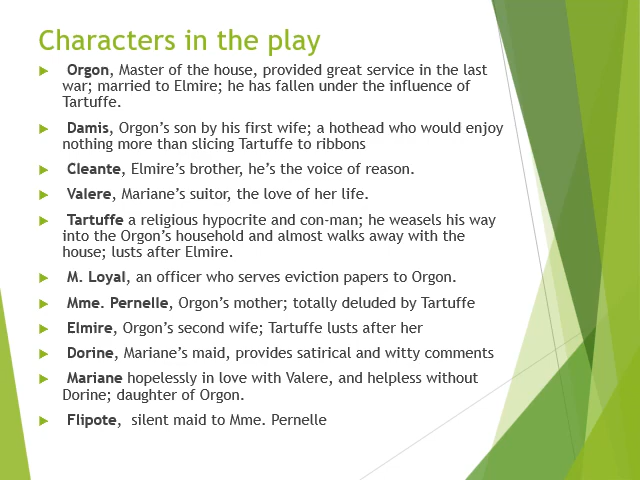 Characters in the play
Orgon, Master of the house, provided great service in the last
war; married to Elmire; he has fallen under the influence of
Tartuffe.
Damis, Orgon's son by his first wife; a hothead who would enjoy
nothing more than slicing Tartuffe to ribbons
Cleante, Elmire's brother, he's the voice of reason.
Valere, Mariane's suitor, the love of her life.
Tartuffe a religious hypocrite and con-man; he weasels his way
into the Orgon's household and almost walks away with the
house; lusts after Elmire.
M. Loyal, an officer who serves eviction papers to Orgon.
Mme. Pernelle, Orgon's mother; totally deluded by Tartuffe
Elmire, Orgon's second wife; Tartuffe lusts after her
Dorine, Mariane's maid, provides satirical and witty comments
Mariane hopelessly in love with Valere, and helpless without
Dorine; daughter of Orgon.
Flipote, silent maid to Mme. Pernelle